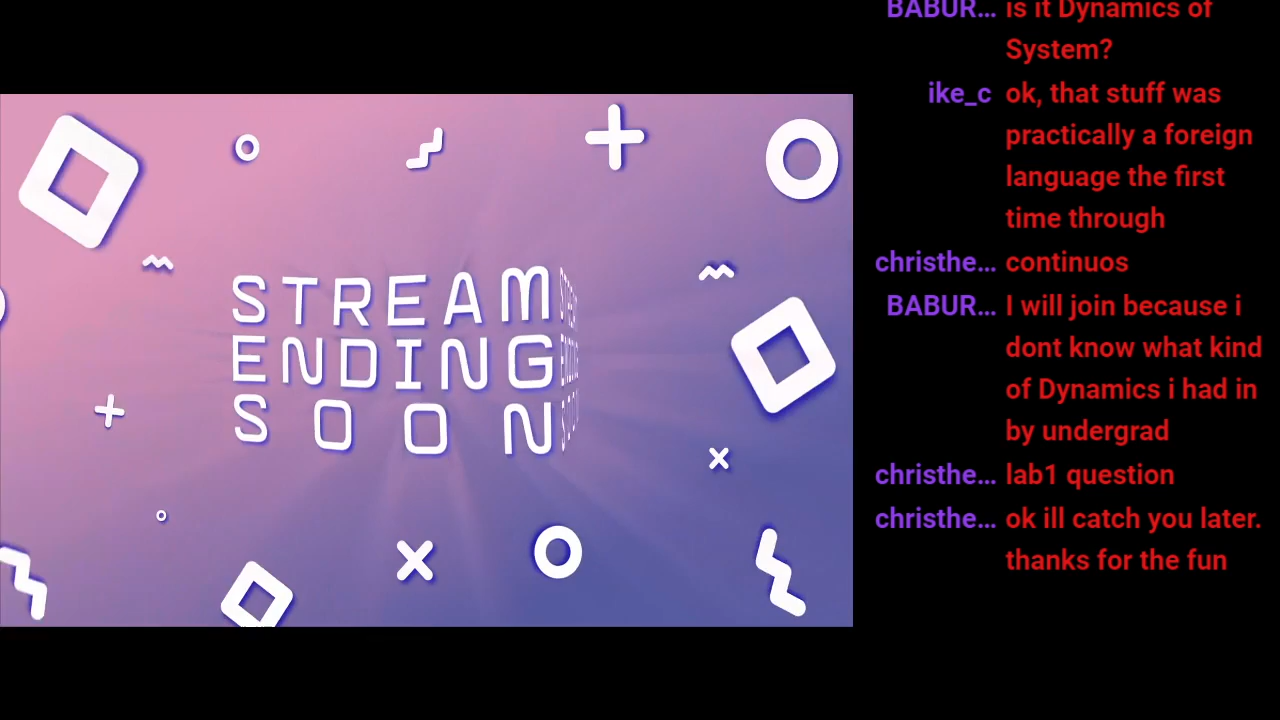 STREAM
ENDING
SOON
BABUR... is it Dynamics of
System?
ike_c ok, that stuff was
practically a foreign
language the first
time through
christhe... continuos
BABUR... I will join because i
dont know what kind
of Dynamics i had in
by undergrad
christhe... lab1 question
christhe... ok ill catch you later.
thanks for the fun